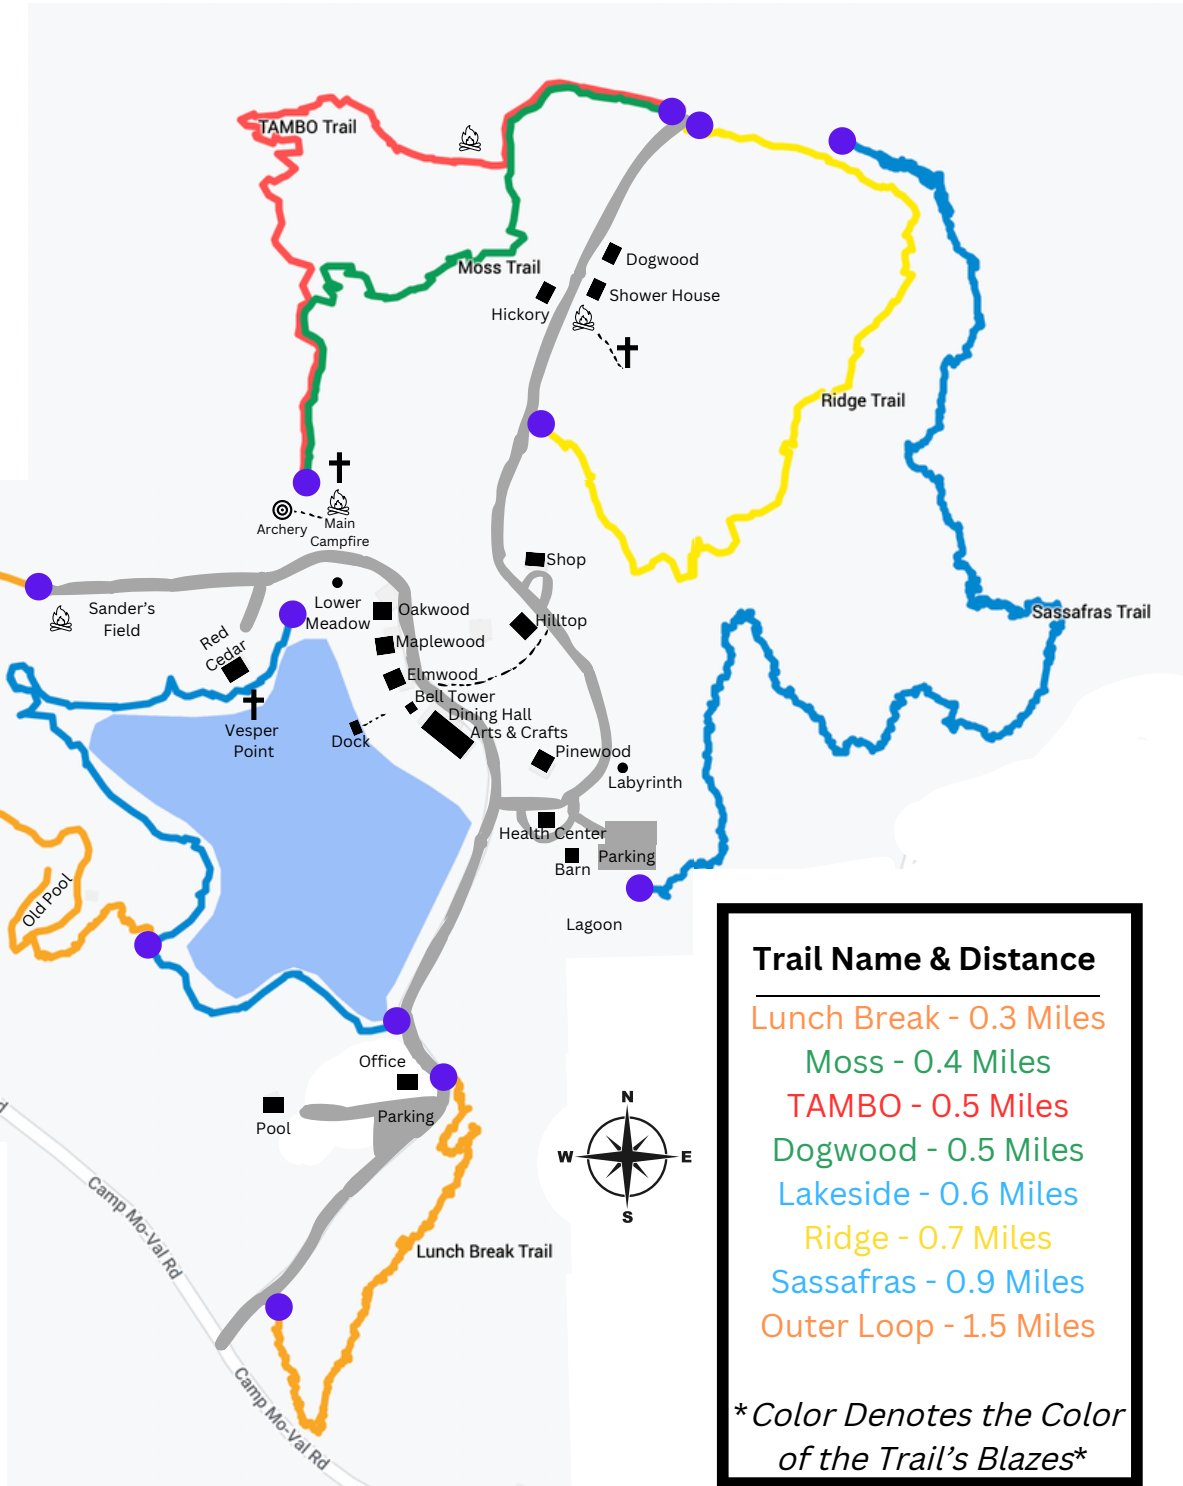 TAMBO Trail
Moss Trail
Dogwood
Shower House
Hickory
Ridge Trail
Archery
Main
Campfire
Shop
Sander's
Field
Lower
Meadow
Oakwood
Hilltop
Sassafras Trail
Red
Cedar
Maplewood
Elmwood
Bell Tower
Dining Hall
Arts & Crafts
Vesper
Point
Dock
Pinewood
Labyrinth
Health Center
Parking
Barn
Old Pool
Lagoon
Office
Parking
Pool
N
W
E
S
Camp Mo-Val Rd
Lunch Break Trail
Camp Mo-Val Rd
Trail Name & Distance
Lunch Break - 0.3 Miles
Moss - 0.4 Miles
TAMBO - 0.5 Miles
Dogwood - 0.5 Miles
Lakeside - 0.6 Miles
Ridge - 0.7 Miles
Sassafras - 0.9 Miles
Outer Loop - 1.5 Miles
*Color Denotes the Color
of the Trail's Blazes*